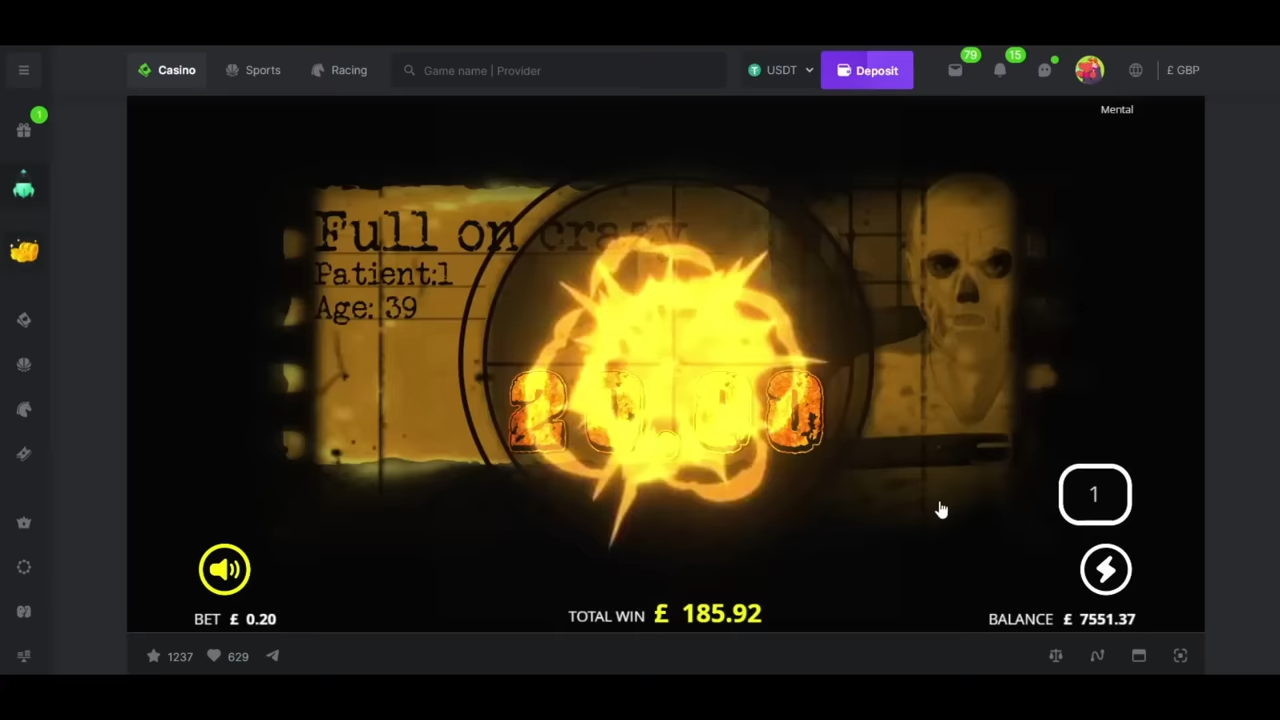 79
15
Casino
Sports
Racing
Game name | Provider
USDT
Deposit
£ GBP
1
Mental
Full on crazy
Patient:1
Age: 39
1
BET £ 0.20
TOTAL WIN £ 185.92
BALANCE £ 7551.37
1237
629